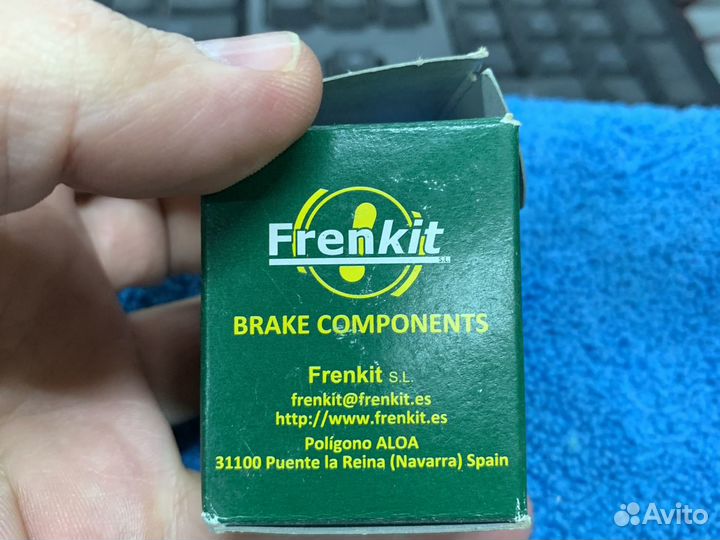 Frenkit
S.L.
BRAKE COMPONENTS
Frenkit S.L.
frenkit@frenkit.es
http://www.frenkit.es
Polígono ALOA
31100 Puente la Reina (Navarra) Spain
Avito